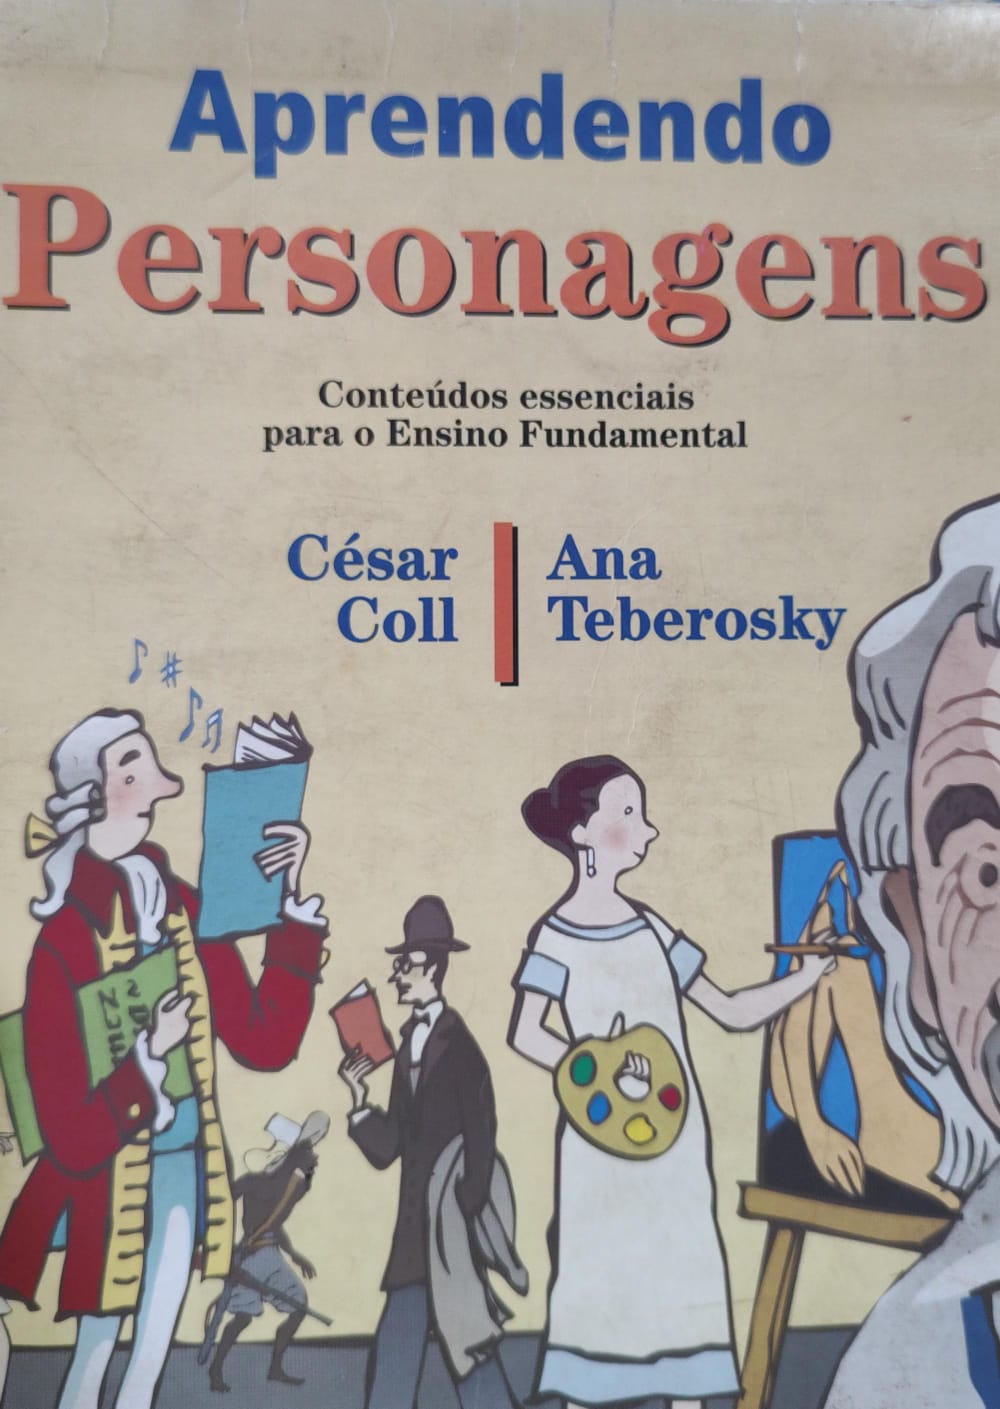 Aprendendo
Personagens
Conteúdos essenciais
para o Ensino Fundamental
César
Coll
Ana
Teberosky